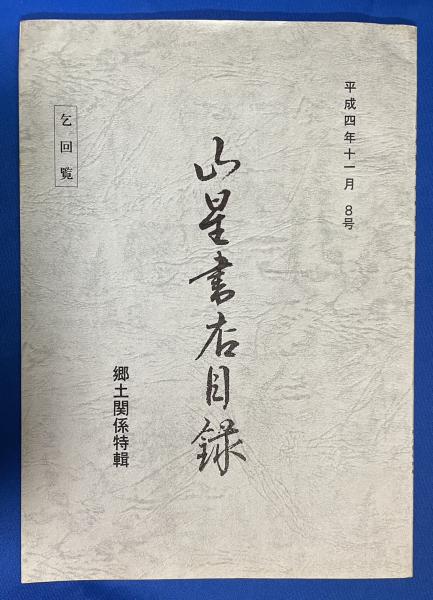 平成四年十一月 8号
山星書店目録
郷土関係特輯
乞回覧